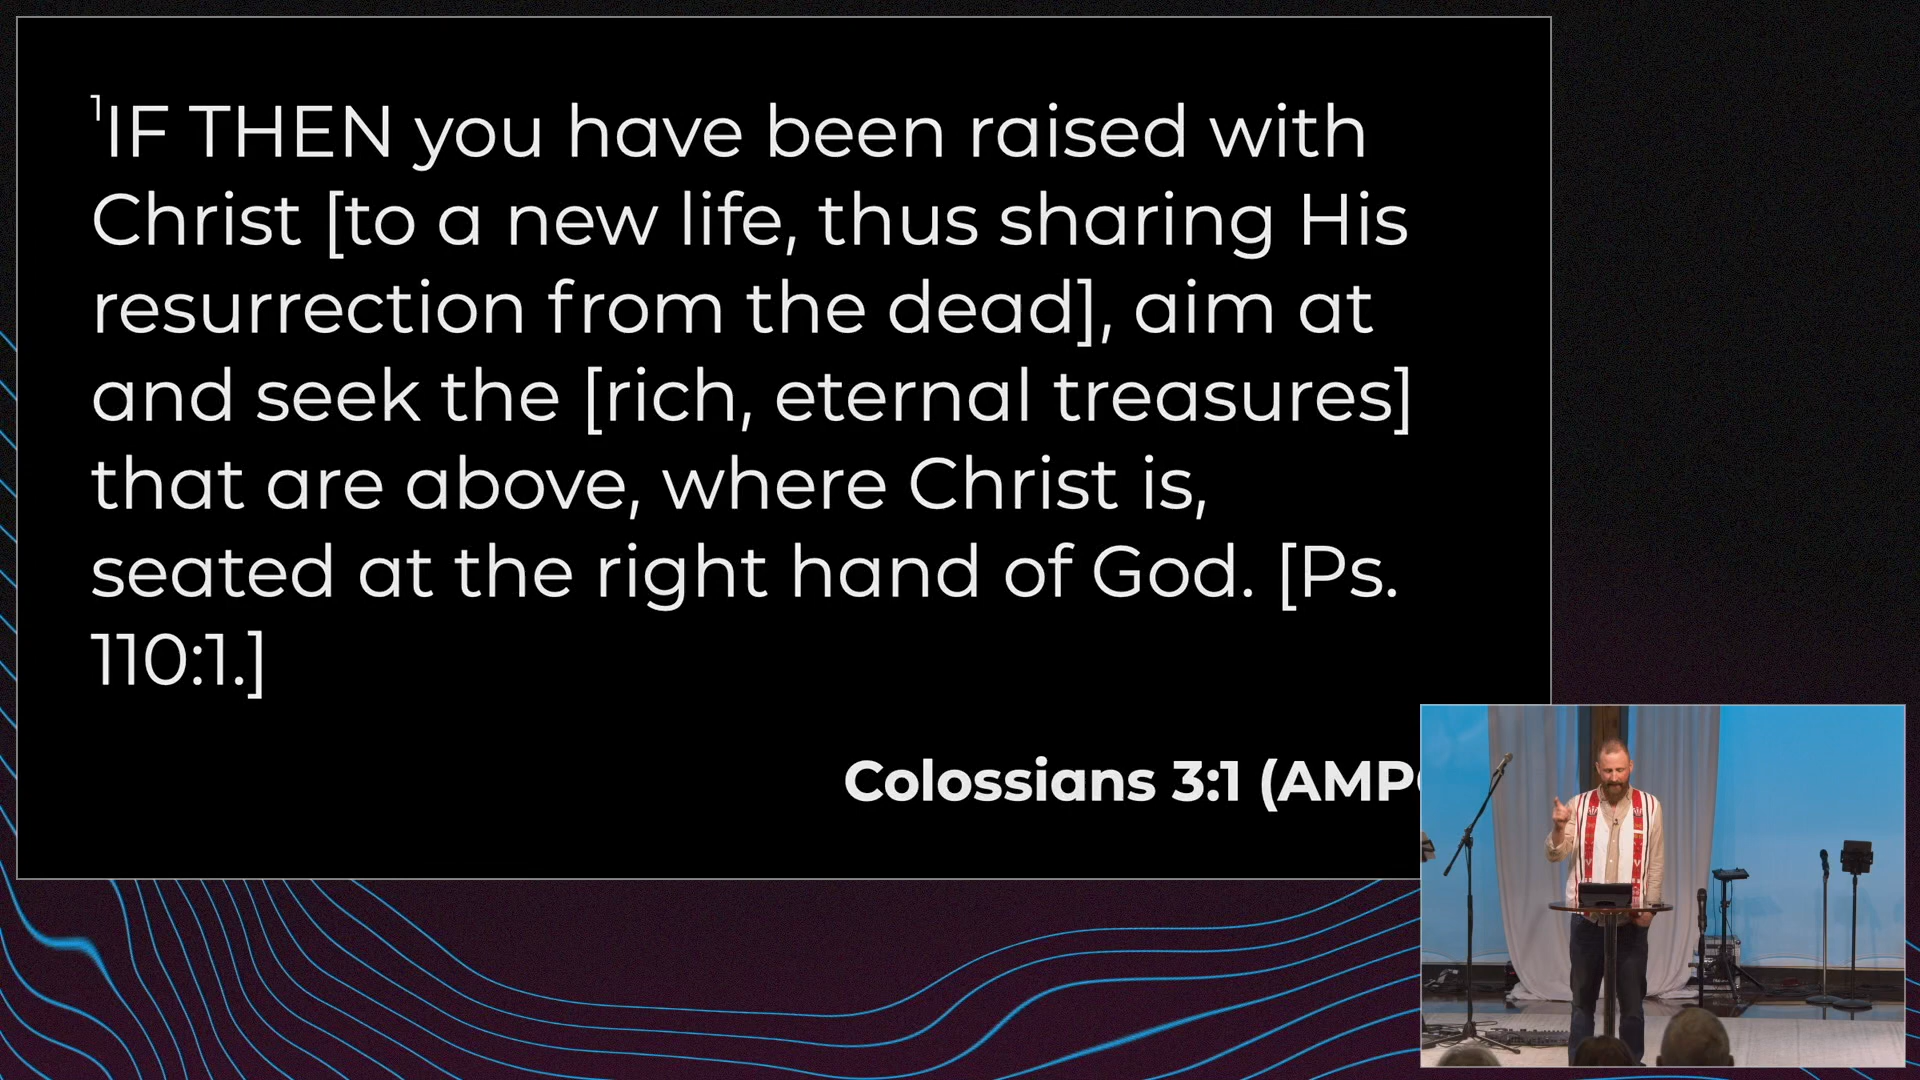 ¹IF THEN you have been raised with
Christ [to a new life, thus sharing His
resurrection from the dead], aim at
and seek the [rich, eternal treasures]
that are above, where Christ is,
seated at the right hand of God. [Ps.
110:1.]
Colossians 3:1 (AMP